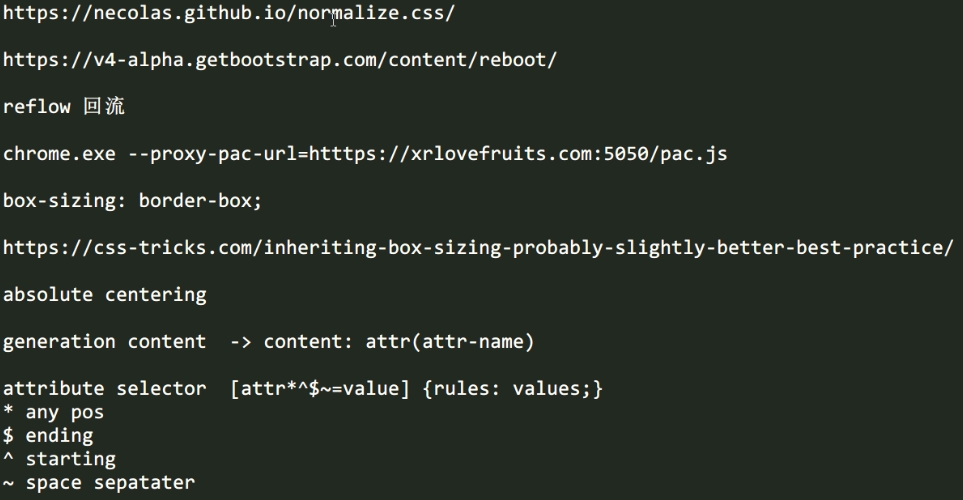 https://necolas.github.io/normalize.css/
https://v4-alpha.getbootstrap.com/content/reboot/
reflow 回流
chrome.exe --proxy-pac-url=htttps://xrlovefruits.com:5050/pac.js
box-sizing: border-box;
https://css-tricks.com/inheriting-box-sizing-probably-slightly-better-best-practice/
absolute centering
generation content  -> content: attr(attr-name)
attribute selector  [attr*^$~=value] {rules: values;}
* any pos
$ ending
^ starting
~ space sepatater